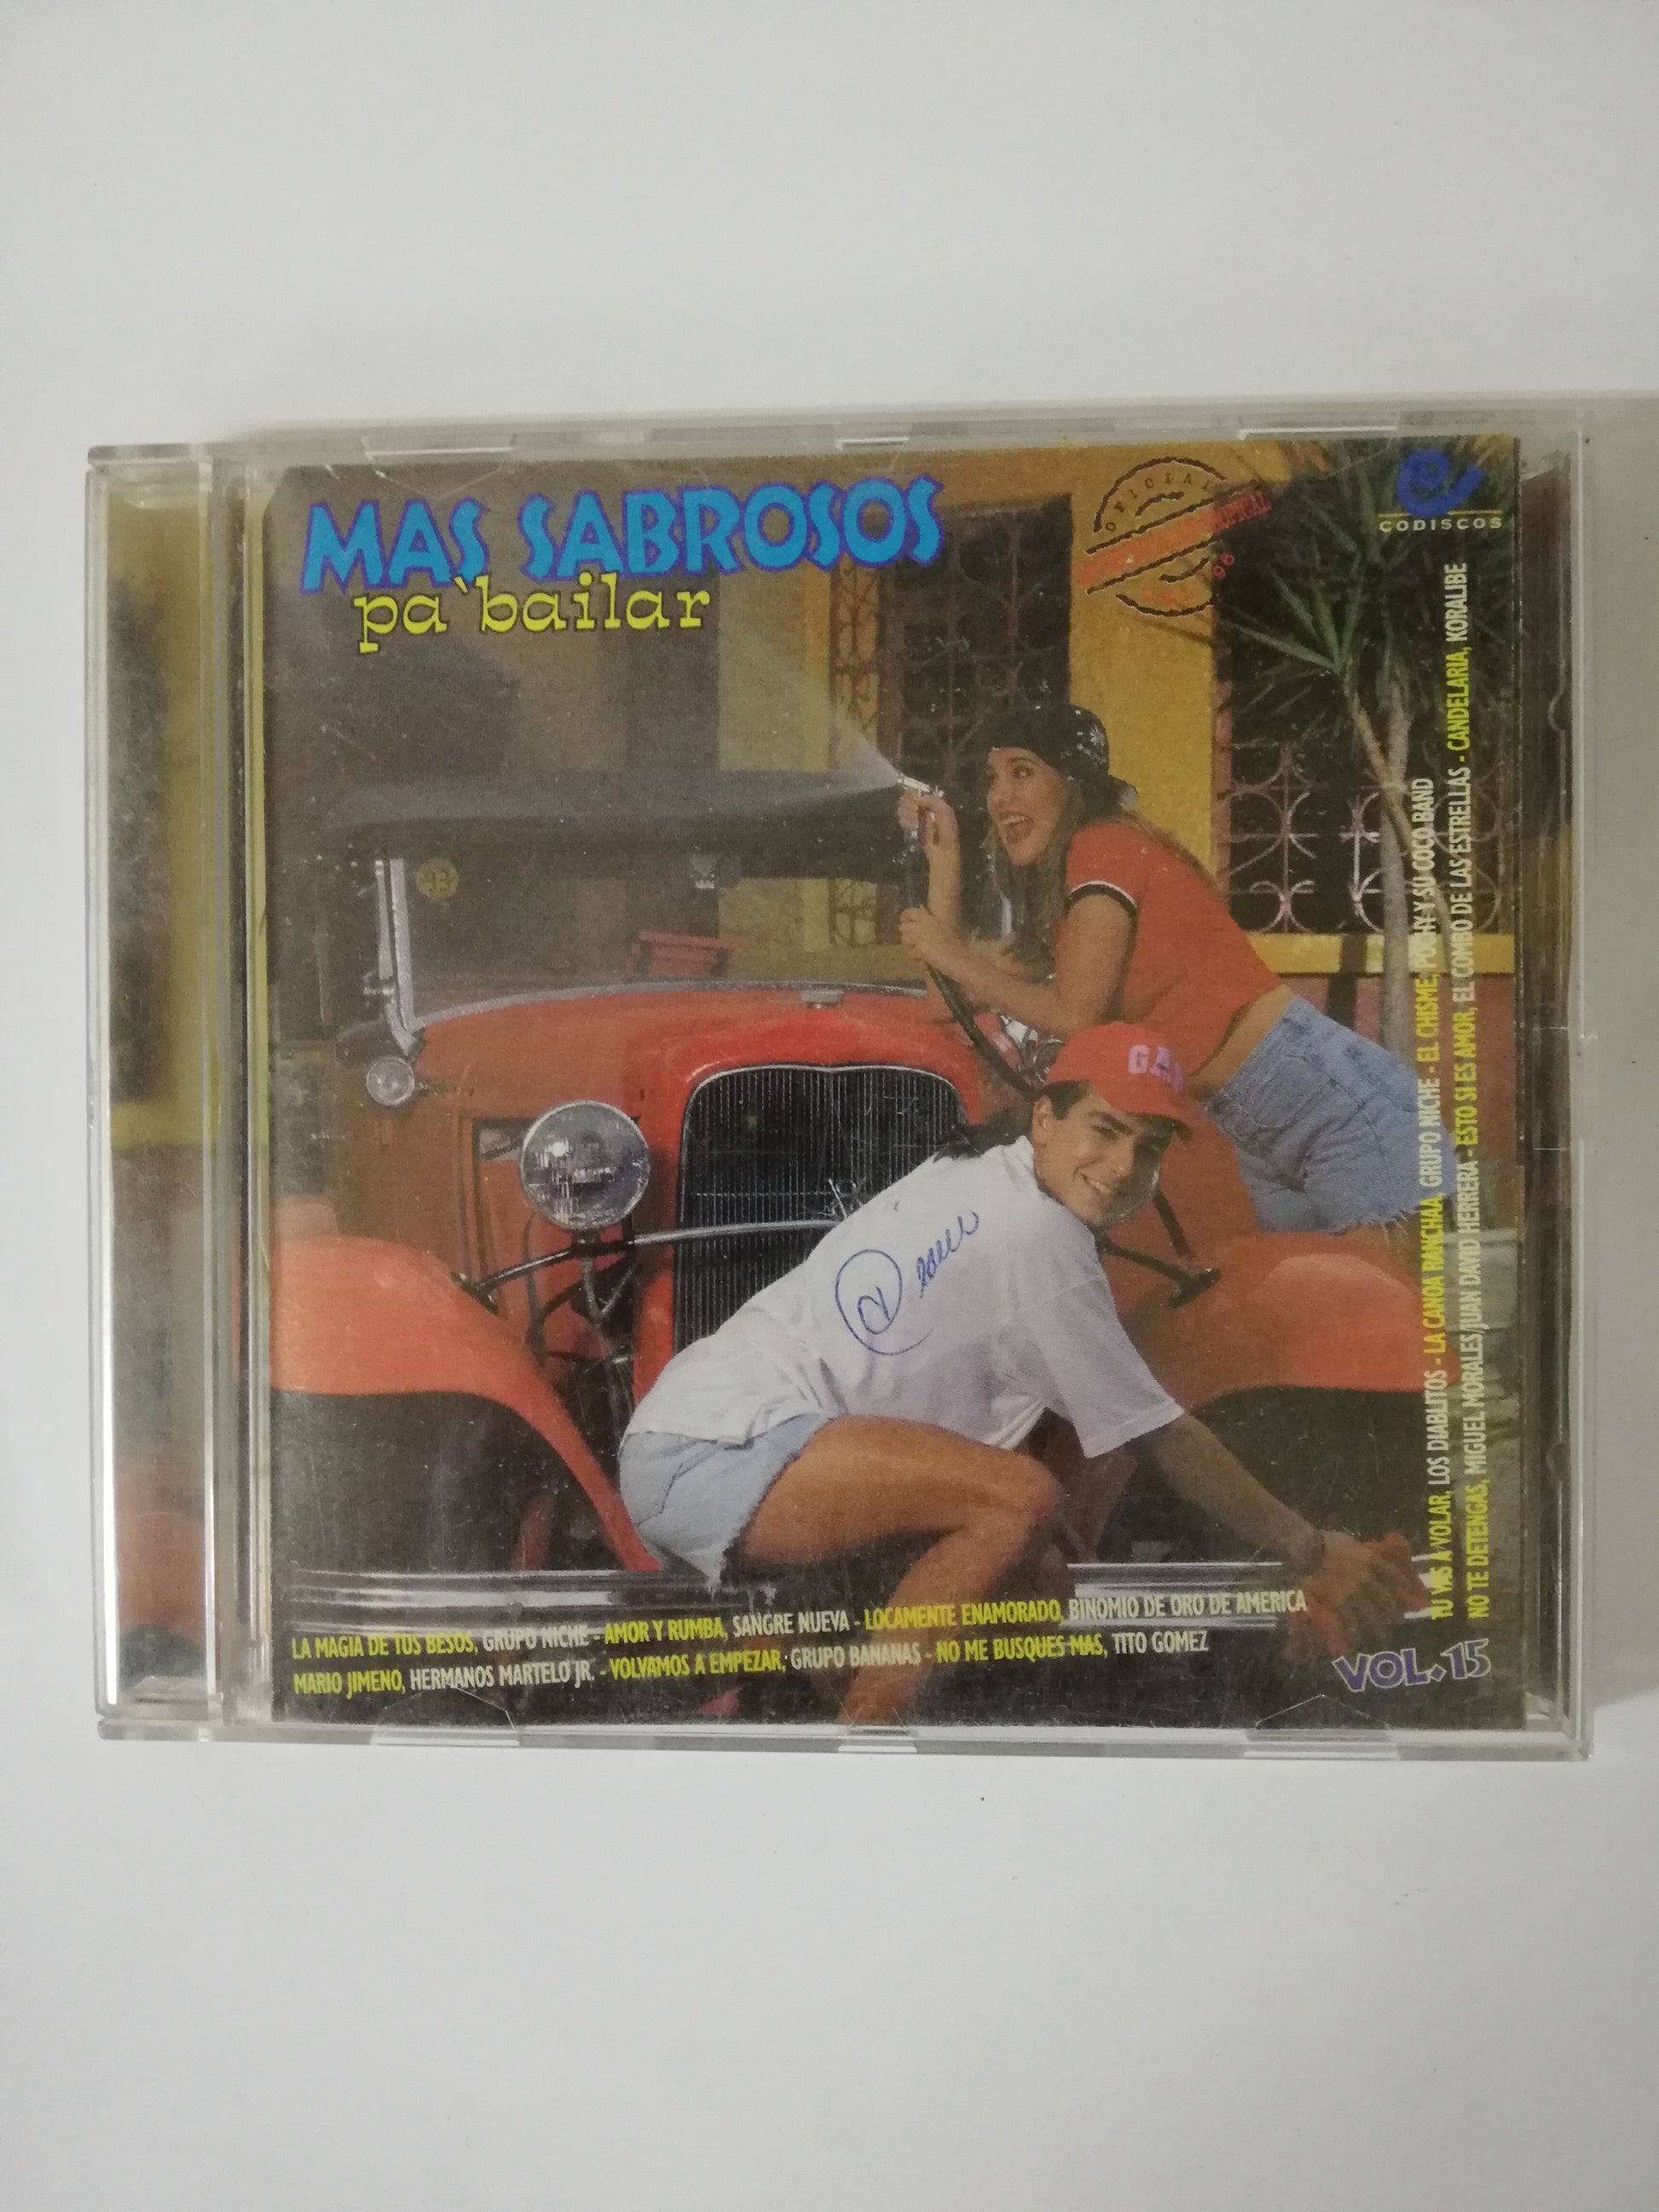 MAS SABROSOS
pa'bailar
OFICIAL
96
CODISCOS
93
GA
TU VAS A VOLAR, LOS DIABLITOS - LA CANOA RANCHAA, GRUPO NICHE - EL CHISME, POCHY Y SU COCO BAND
NO TE DETENGAS, MIGUEL MORALES/JUAN DAVID HERRERA - ESTO SI ES AMOR, EL COMBO DE LAS ESTRELLAS - CANDELARIA, KORALIBE
LA MAGIA DE TUS BESOS, GRUPO NICHE - AMOR Y RUMBA, SANGRE NUEVA - LOCAMENTE ENAMORADO, BINOMIO DE ORO DE AMERICA
MARIO JIMENO, HERMANOS MARTELO JR. - VOLVAMOS A EMPEZAR, GRUPO BANANAS - NO ME BUSQUES MAS, TITO GOMEZ
VOL. 15